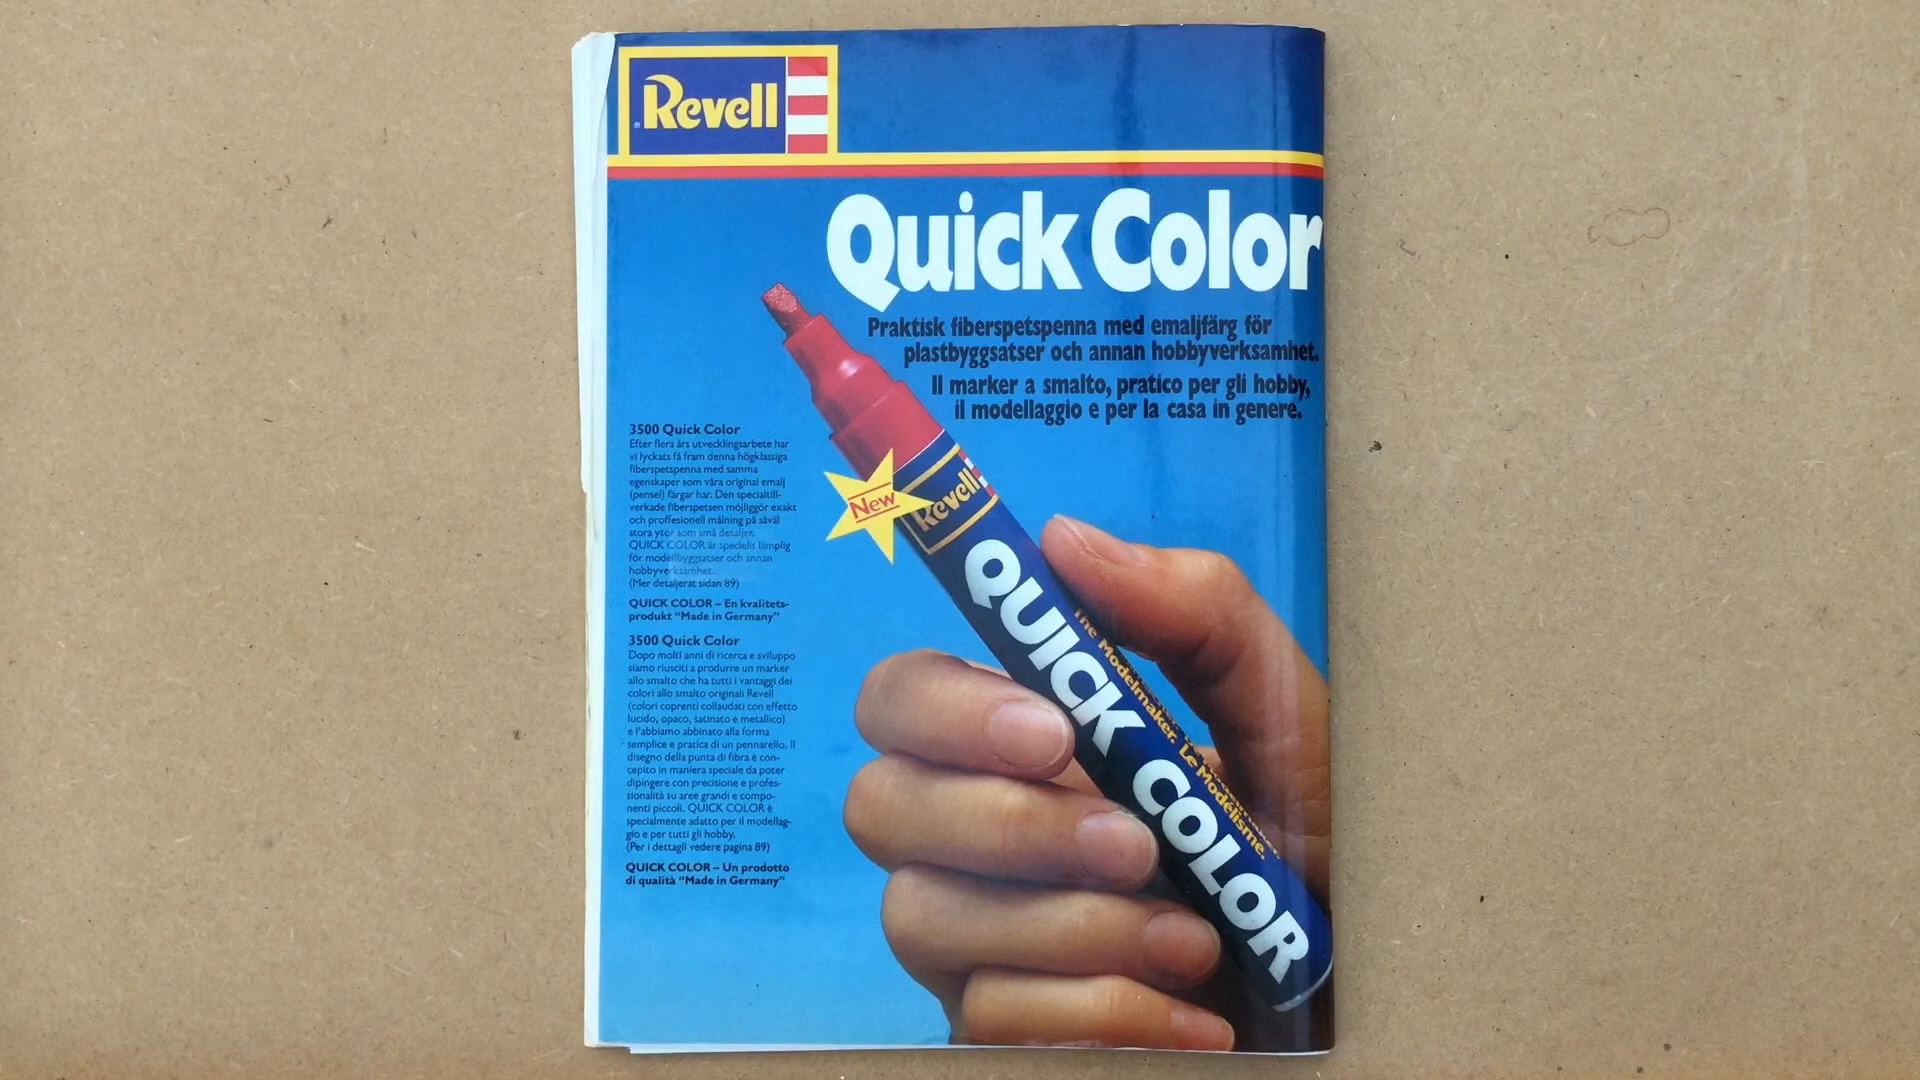 Revell
Quick Color
Praktisk fiberspetspenna med emaljfärg för
plastbyggsatser och annan hobbyverksamhet.
Il marker a smalto, pratico per gli hobby,
il modellaggio e per la casa in genere.
3500 Quick Color
Efter flera års utvecklingsarbete har
vi lyckats få fram denna högklassiga
fiberspetspenna med samma
egenskaper som våra original emalj
(pensel) färgar har. Den specialtill-
verkade fiberspetsen möjliggör exakt
och proffesionell målning på såväl
stora ytor som små detaljer.
QUICK COLOR är speciellt lämplig
för modellbyggsatser och annan
hobbyverksamhet.
(Mer detaljerat sidan 89)
QUICK COLOR – En kvalitets-
produkt “Made in Germany”
3500 Quick Color
Dopo molti anni di ricerca e sviluppo
siamo riusciti a produrre un marker
allo smalto che ha tutti i vantaggi dei
colori allo smalto originali Revell
(colori coprenti collaudati con effetto
lucido, opaco, satinato e metallico)
e l'abbiamo abbinato alla forma
semplice e pratica di un pennarello. Il
disegno della punta di fibra è con-
cepito in maniera speciale da poter
dipingere con precisione e profes-
sionalità su aree grandi e compo-
nenti piccoli. QUICK COLOR è
specialmente adatto per il modellag-
gio e per tutti gli hobby.
(Per i dettagli vedere pagina 89)
QUICK COLOR – Un prodotto
di qualità “Made in Germany”
New
Revell
QUICK COLOR
The Modelmaker. Le Modélisme.